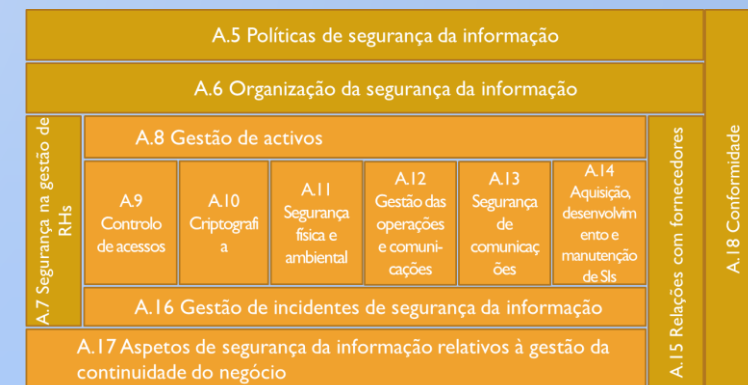 A.5 Políticas de segurança da informação
A.6 Organização da segurança da informação
A.7 Segurança na gestão de
RHs
A.8 Gestão de activos
A.9
Controlo
de acessos
A.10
Criptografi
a
A.11
Segurança
física e
ambiental
A.12
Gestão das
operações
e comuni-
cações
A.13
Segurança
de
comunicaç
ões
A.14
Aquisição,
desenvolvim
ento e
manutenção
de SIs
A.16 Gestão de incidentes de segurança da informação
A.17 Aspetos de segurança da informação relativos à gestão da
continuidade do negócio
A.15 Relações com fornecedores
A.18 Conformidade